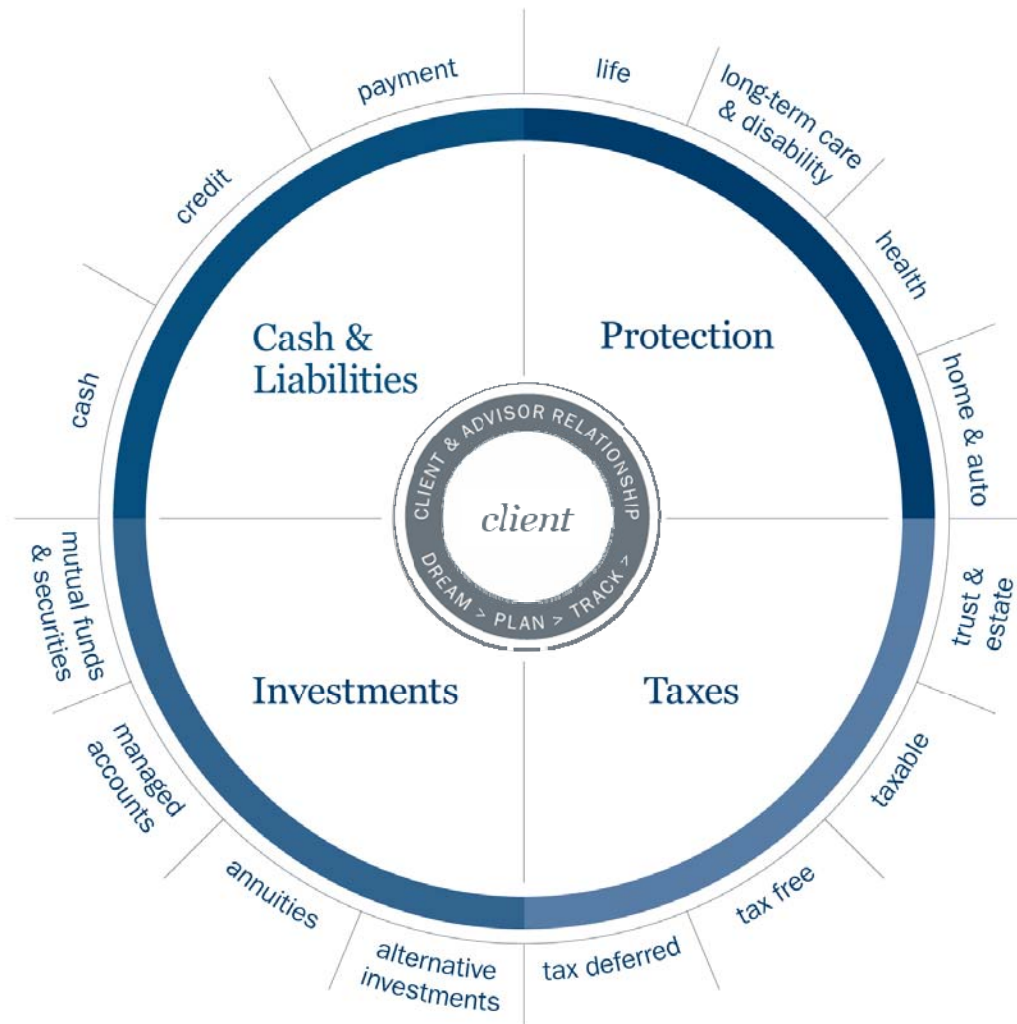 payment
life
long-term care
& disability
credit
health
cash
home & auto
Cash &
Liabilities
Protection
CLIENT & ADVISOR RELATIONSHIP
client
DREAM > PLAN > TRACK >
Investments
Taxes
mutual funds
& securities
trust &
estate
managed
accounts
taxable
annuities
tax free
alternative
investments
tax deferred